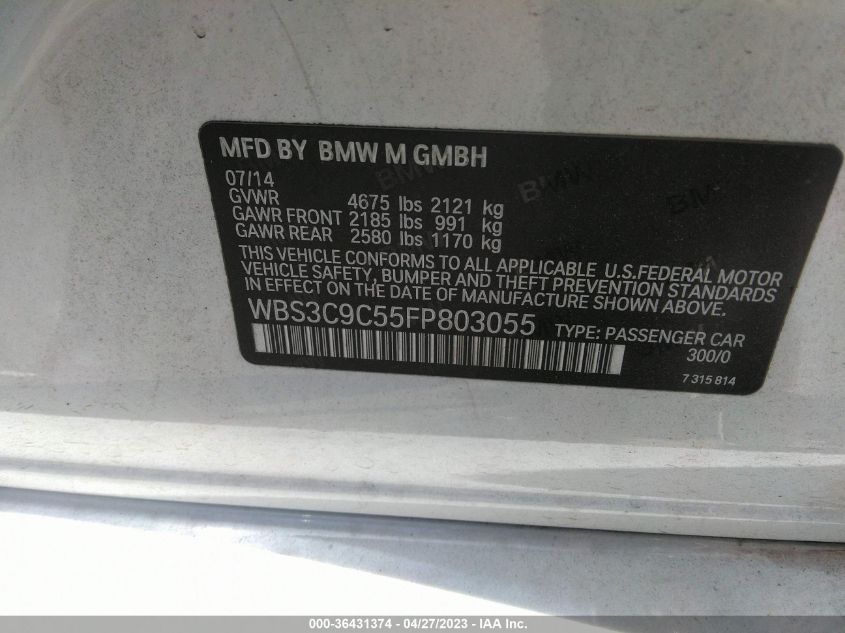 MFD BY BMW M GMBH
07/14
GVWR 4675 lbs 2121 kg
GAWR FRONT 2185 lbs 991 kg
GAWR REAR 2580 lbs 1170 kg
THIS VEHICLE CONFORMS TO ALL APPLICABLE U.S.FEDERAL MOTOR
VEHICLE SAFETY, BUMPER AND THEFT PREVENTION STANDARDS
IN EFFECT ON THE DATE OF MANUFACTURE SHOWN ABOVE.
WBS3C9C55FP803055 TYPE: PASSENGER CAR
300/0
7 315 814
000-36431374 - 04/27/2023 - IAA Inc.